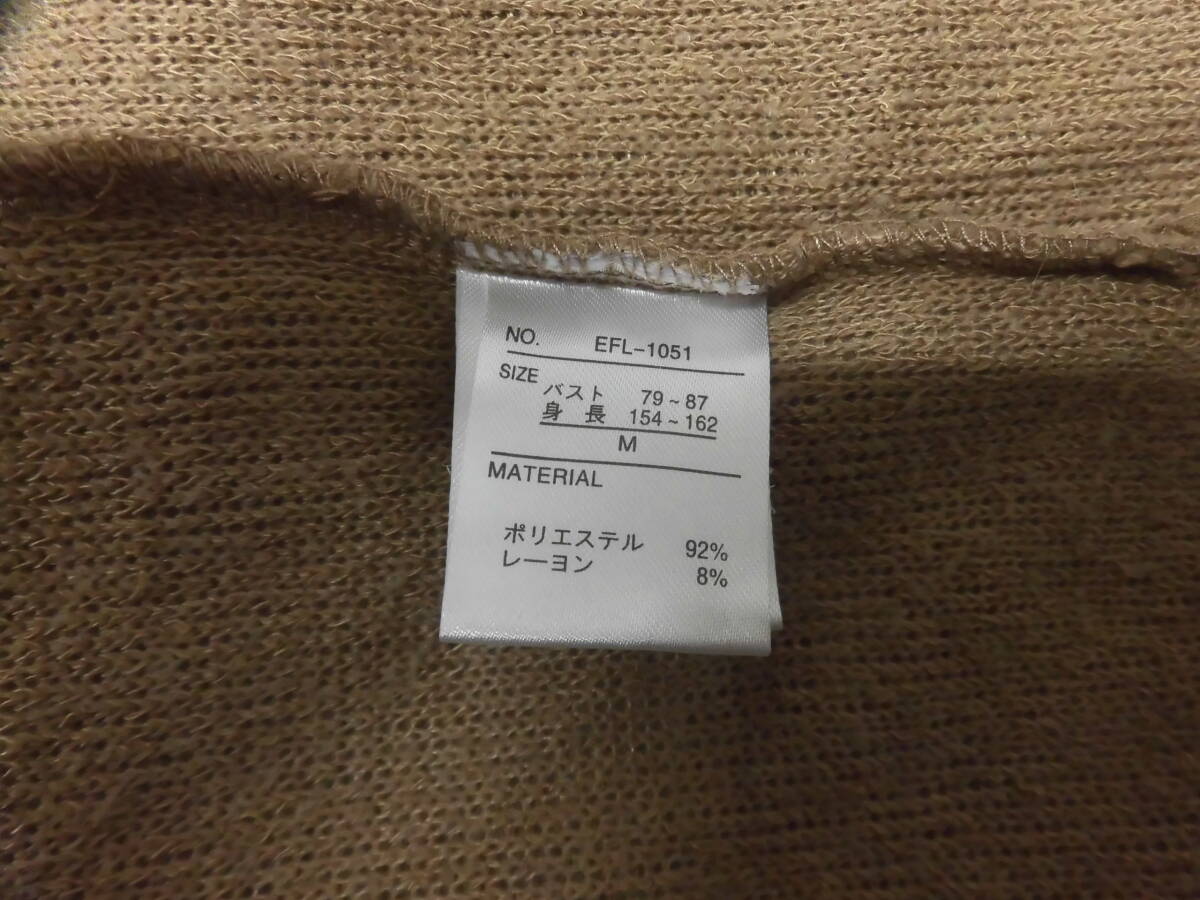 NO. EFL-1051
SIZE バスト 79~87
身長 154~162
M
MATERIAL
ポリエステル 92%
レーヨン 8%